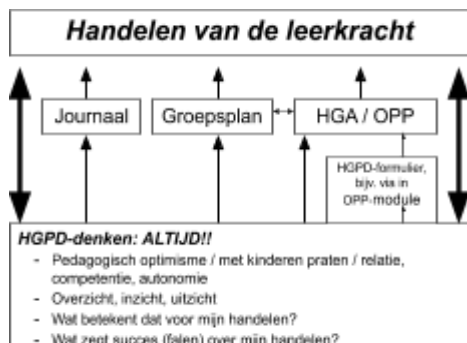 Handelen van de leerkracht
Journaal
Groepsplan
HGA / OPP
HGPD-formulier,
bijv. via in
OPP-module
HGPD-denken: ALTIJD!!
- Pedagogisch optimisme / met kinderen praten / relatie,
competentie, autonomie
- Overzicht, inzicht, uitzicht
- Wat betekent dat voor mijn handelen?
- Wat zegt succes (falen) over mijn handelen?